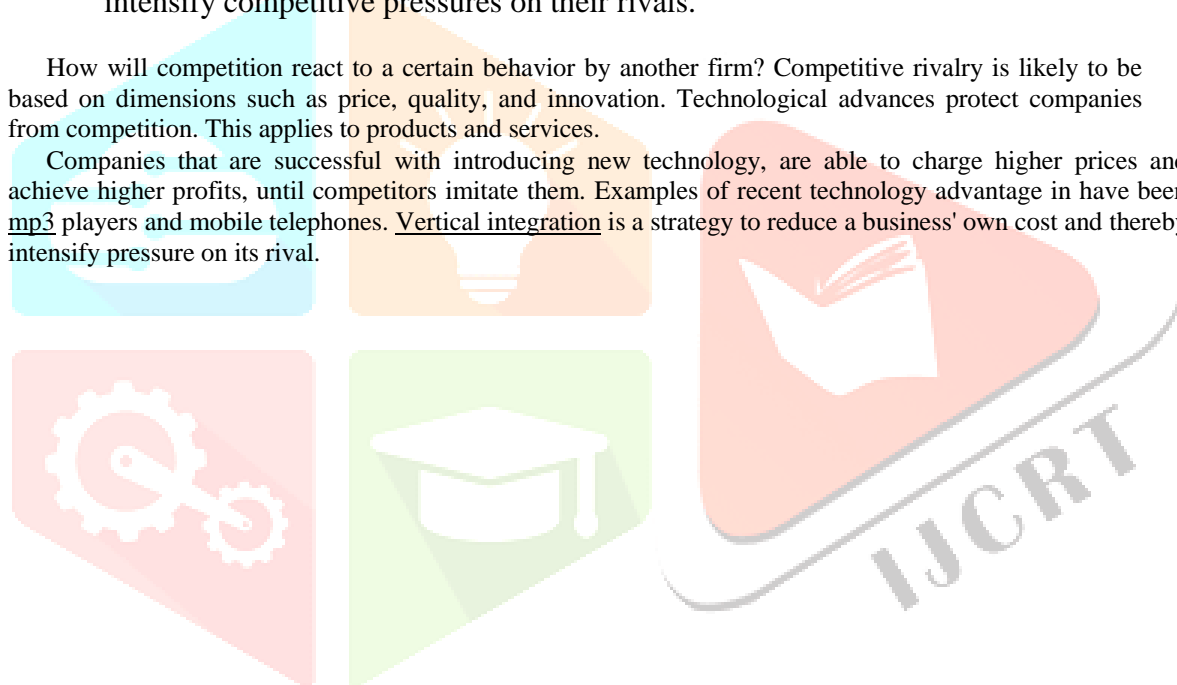 intensify competitive pressures on their rivals.
How will competition react to a certain behavior by another firm? Competitive rivalry is likely to be
based on dimensions such as price, quality, and innovation. Technological advances protect companies
from competition. This applies to products and services.
Companies that are successful with introducing new technology, are able to charge higher prices and
achieve higher profits, until competitors imitate them. Examples of recent technology advantage in have been
mp3 players and mobile telephones. Vertical integration is a strategy to reduce a business' own cost and thereby
intensify pressure on its rival.
IJCRT